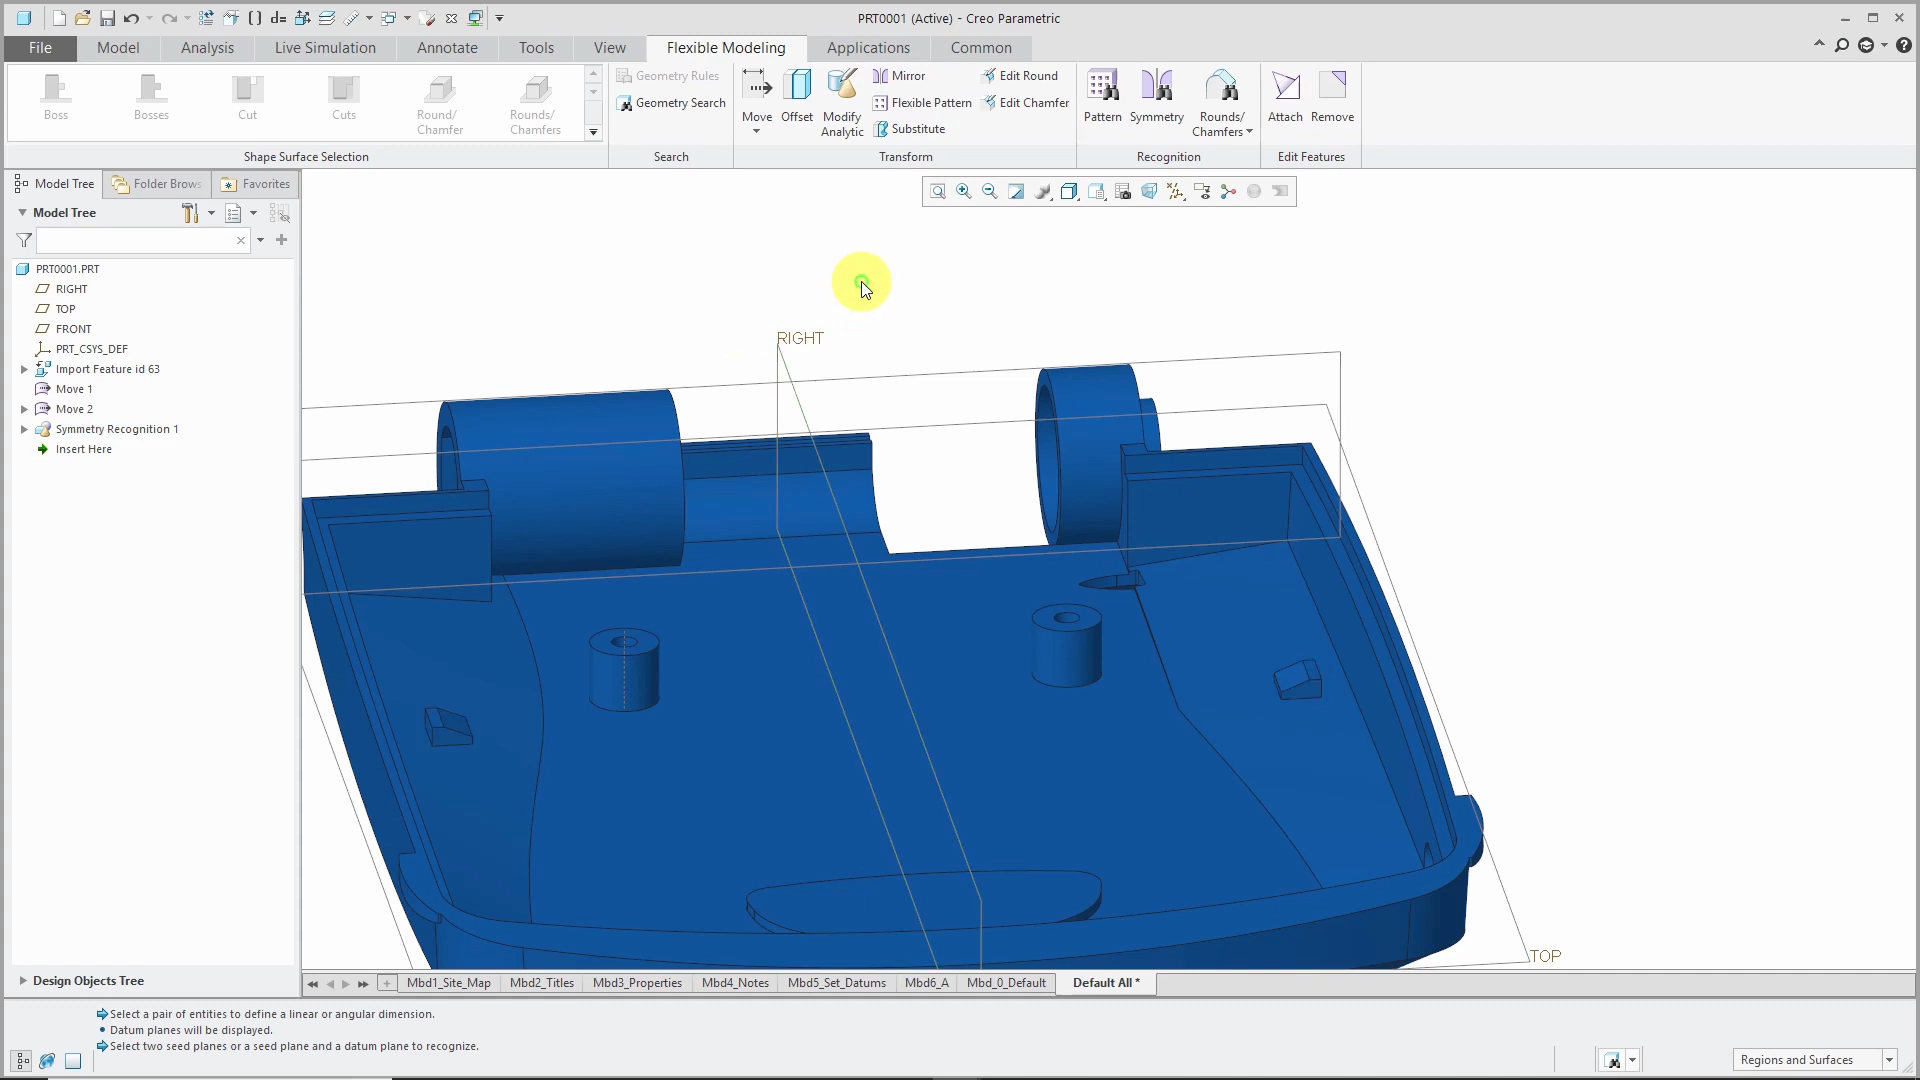 PRT0001 (Active) - Creo Parametric
File Model Analysis Live Simulation Annotate Tools View Flexible Modeling Applications Common
Boss
Bosses
Cut
Cuts
Round/
Chamfer
Rounds/
Chamfers
Shape Surface Selection
Geometry Rules
Geometry Search
Search
Move
Offset
Modify
Analytic
Mirror
Flexible Pattern
Substitute
Edit Round
Edit Chamfer
Transform
Pattern
Symmetry
Rounds/
Chamfers
Recognition
Attach
Remove
Edit Features
Model Tree
Folder Brows
Favorites
Model Tree
PRT0001.PRT
RIGHT
TOP
FRONT
PRT_CSYS_DEF
Import Feature id 63
Move 1
Move 2
Symmetry Recognition 1
Insert Here
Design Objects Tree
RIGHT
TOP
Mbd1_Site_Map Mbd2_Titles Mbd3_Properties Mbd4_Notes Mbd5_Set_Datums Mbd6_A Mbd_0_Default Default All *
Select a pair of entities to define a linear or angular dimension.
Datum planes will be displayed.
Select two seed planes or a seed plane and a datum plane to recognize.
Regions and Surfaces